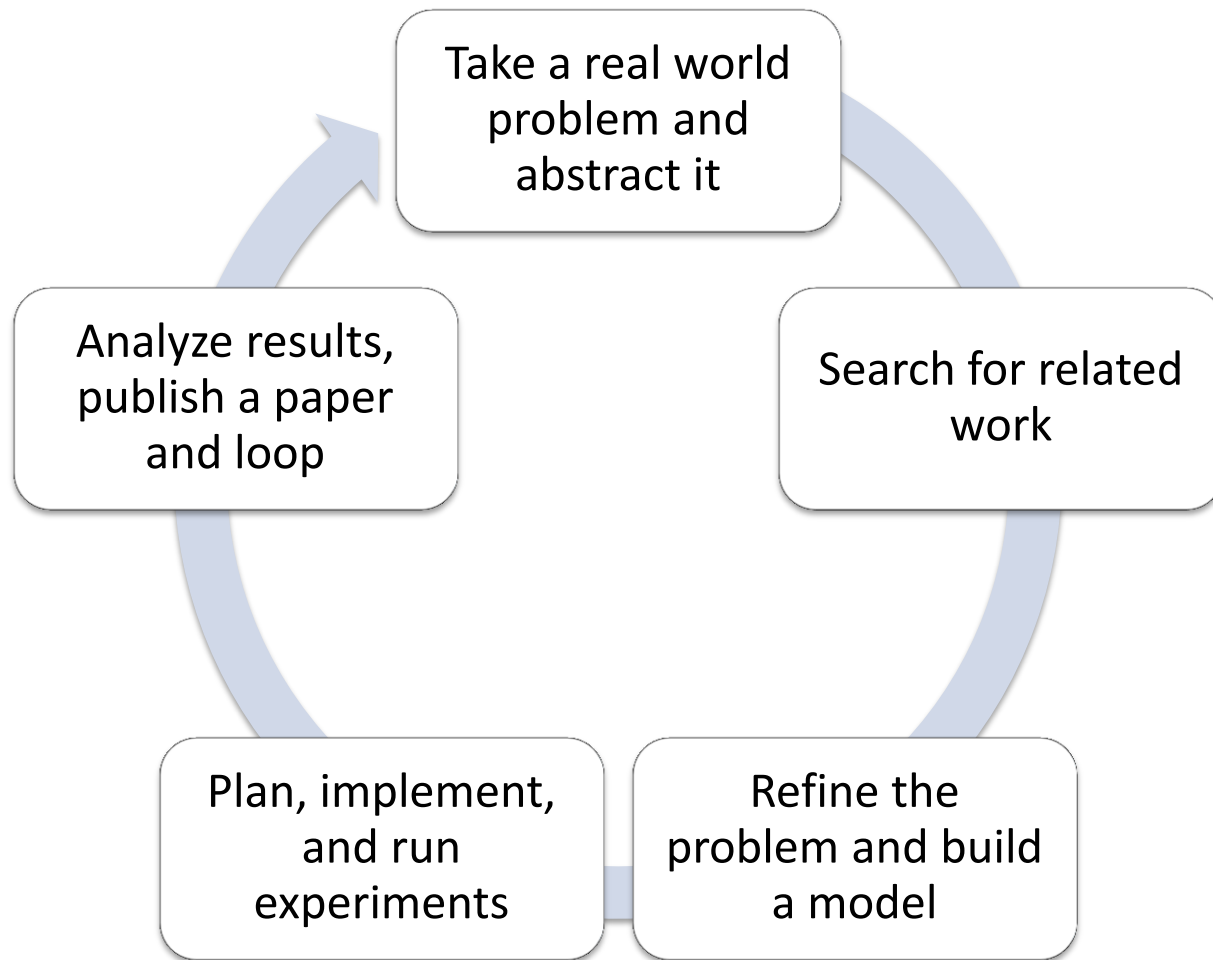 Take a real world
problem and
abstract it
Search for related
work
Refine the
problem and build
a model
Plan, implement,
and run
experiments
Analyze results,
publish a paper
and loop